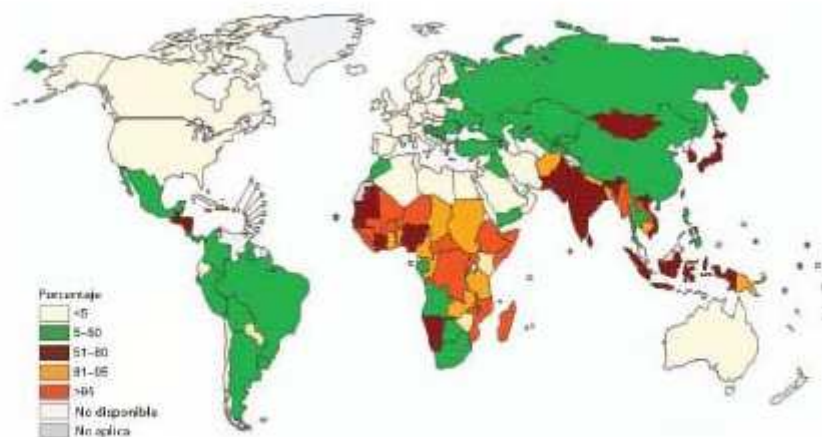 Porcentaje
<5
5–50
51–80
81–95
>95
No disponible
No aplica